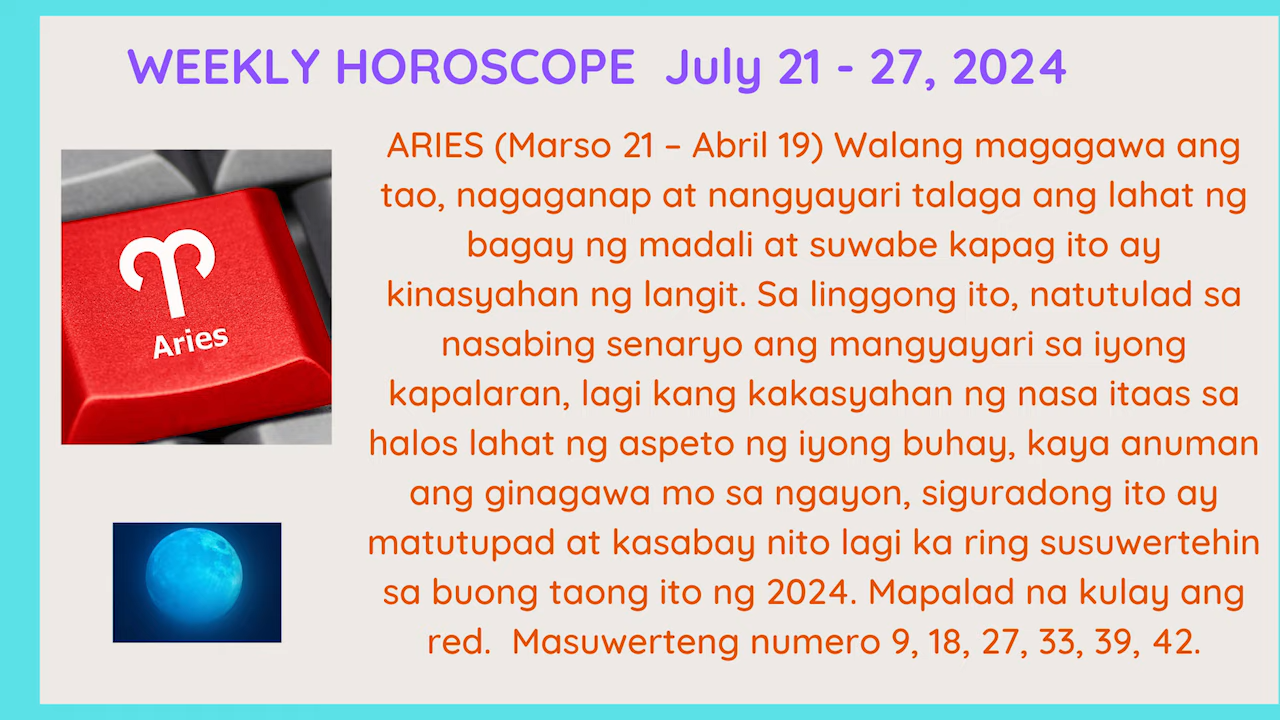 WEEKLY HOROSCOPE July 21 - 27, 2024
ARIES (Marso 21 – Abril 19) Walang magagawa ang
tao, nagaganap at nangyayari talaga ang lahat ng
bagay ng madali at suwabe kapag ito ay
kinasyahan ng langit. Sa linggong ito, natutulad sa
nasabing senaryo ang mangyayari sa iyong
kapalaran, lagi kang kakasyahan ng nasa itaas sa
halos lahat ng aspeto ng iyong buhay, kaya anuman
ang ginagawa mo sa ngayon, siguradong ito ay
matutupad at kasabay nito lagi ka ring susuwertehin
sa buong taong ito ng 2024. Mapalad na kulay ang
red. Masuwerteng numero 9, 18, 27, 33, 39, 42.
Aries